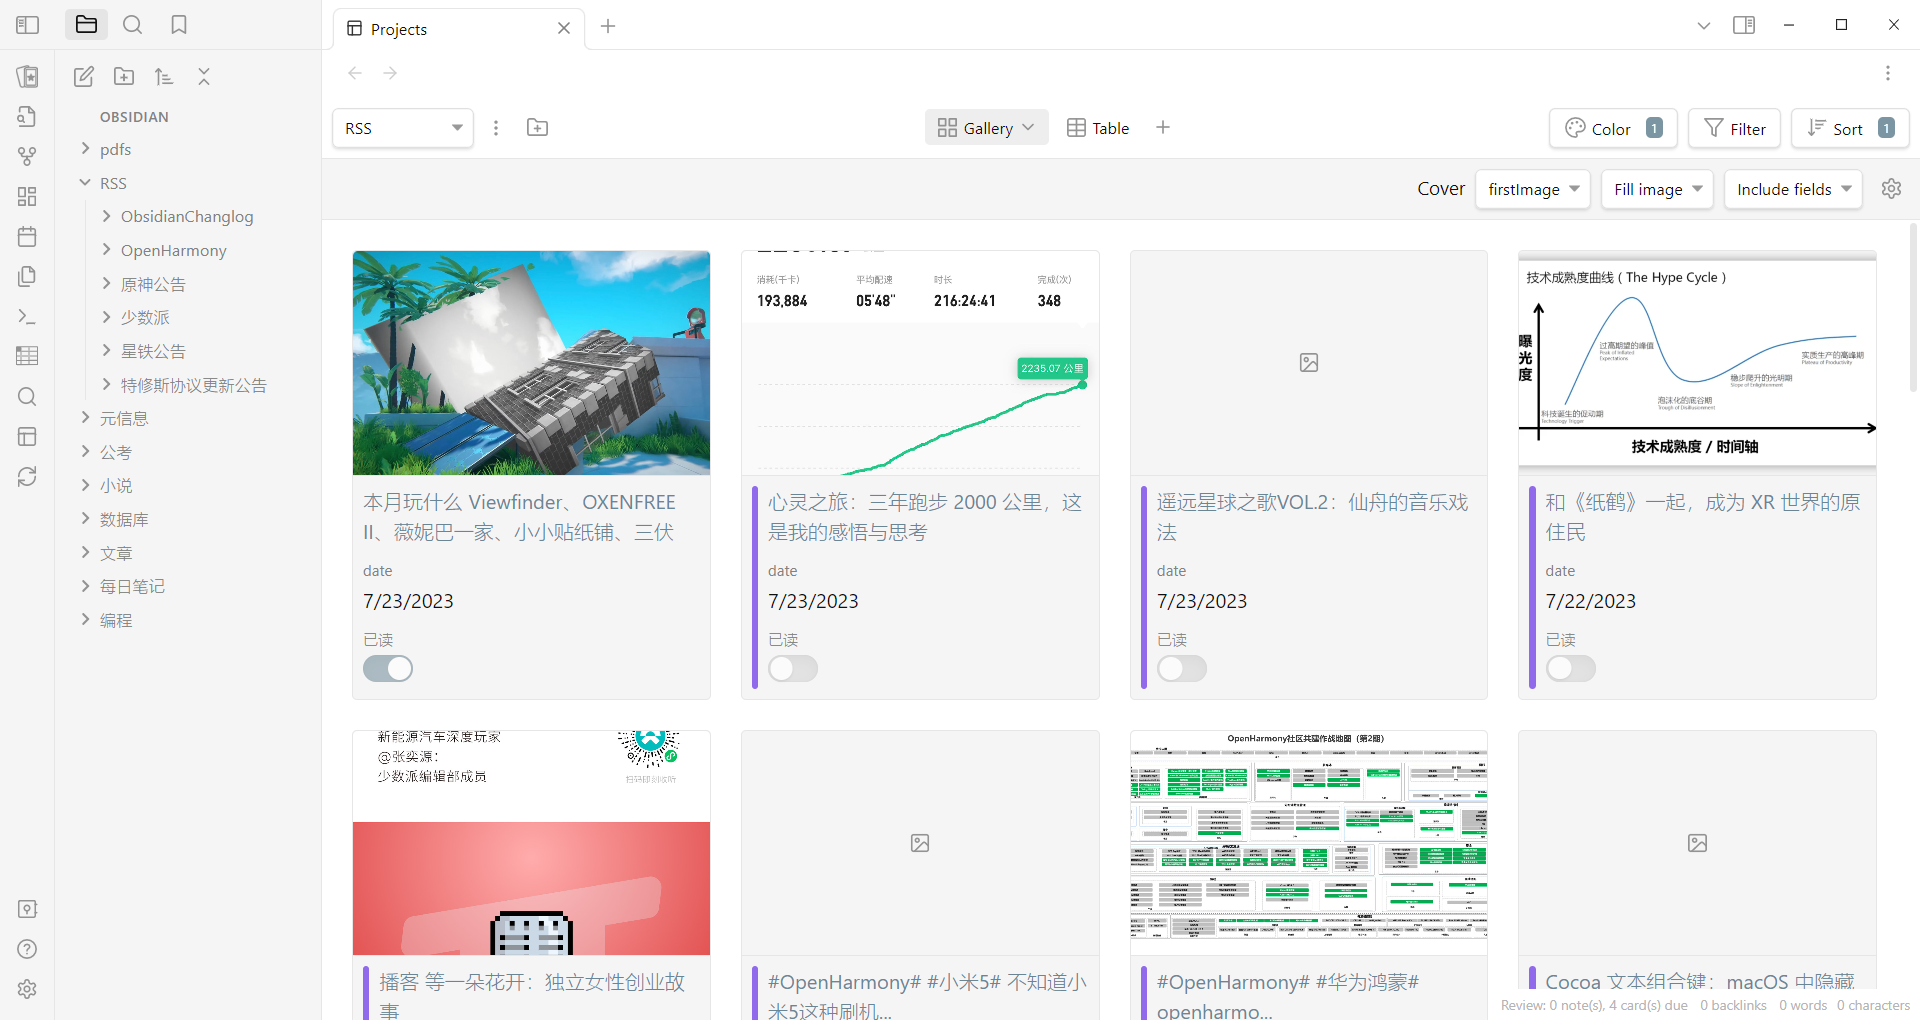 Projects
OBSIDIAN
pdfs
RSS
ObsidianChanglog
OpenHarmony
原神公告
少数派
星铁公告
特修斯协议更新公告
元信息
公考
小说
数据库
文章
每日笔记
编程
RSS
Gallery
Table
Color 1
Filter
Sort 1
Cover
firstImage
Fill image
Include fields
本月玩什么 Viewfinder、OXENFREE
II、薇妮巴一家、小小贴纸铺、三伏
date
7/23/2023
已读
消耗(千卡) 平均配速 时长 完成(次)
193,884 05'48" 216:24:41 348
2235.07 公里
心灵之旅：三年跑步 2000 公里，这
是我的感悟与思考
date
7/23/2023
已读
遥远星球之歌VOL.2：仙舟的音乐戏
法
date
7/23/2023
已读
技术成熟度曲线 ( The Hype Cycle )
曝光度
过高期望的峰值
Peak of Inflated
Expectations
实质生产的高峰期
Plateau of Productivity
稳步爬升的光明期
Slope of Enlightenment
泡沫化的底谷期
Trough of Disillusionment
科技诞生的促动期
Technology Trigger
技术成熟度 / 时间轴
和《纸鹤》一起，成为 XR 世界的原
住民
date
7/22/2023
已读
新能源汽车深度玩家
@张奕源：
少数派编辑部成员
扫码即刻收听
播客 等一朵花开：独立女性创业故
事
#OpenHarmony# #小米5# 不知道小
米5这种刷机...
OpenHarmony社区共建作战地图（第2期）
#OpenHarmony# #华为鸿蒙#
openharmo...
Cocoa 文本组合键：macOS 中隐藏
Review: 0 note(s), 4 card(s) due 0 backlinks 0 words 0 characters